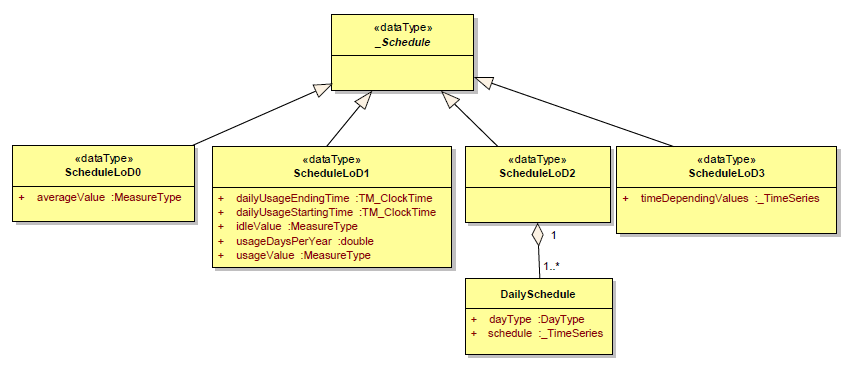 «dataType»
_Schedule
«dataType»
ScheduleLoD0
+ averageValue :MeasureType
«dataType»
ScheduleLoD1
+ dailyUsageEndingTime :TM_ClockTime
+ dailyUsageStartingTime :TM_ClockTime
+ idleValue :MeasureType
+ usageDaysPerYear :double
+ usageValue :MeasureType
«dataType»
ScheduleLoD2
«dataType»
ScheduleLoD3
+ timeDependingValues :_TimeSeries
1
1..*
DailySchedule
+ dayType :DayType
+ schedule :_TimeSeries